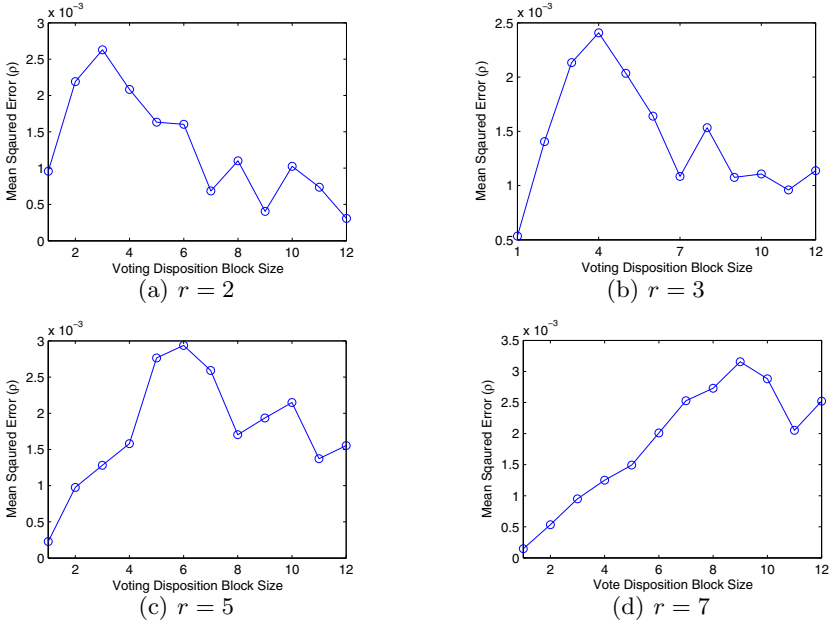 x 10⁻³
3
2.5
2
1.5
1
0.5
0
Mean Sqaured Error (ρ)
2 4 6 8 10 12
Voting Disposition Block Size
(a) r = 2
x 10⁻³
2.5
2
1.5
1
0.5
Mean Sqaured Error (ρ)
1 4 7 10 12
Voting Disposition Block Size
(b) r = 3
x 10⁻³
3
2.5
2
1.5
1
0.5
0
Mean Sqaured Error (ρ)
2 4 6 8 10 12
Voting Disposition Block Size
(c) r = 5
x 10⁻³
3.5
3
2.5
2
1.5
1
0.5
0
Mean Sqaured Error (ρ)
2 4 6 8 10 12
Vote Disposition Block Size
(d) r = 7